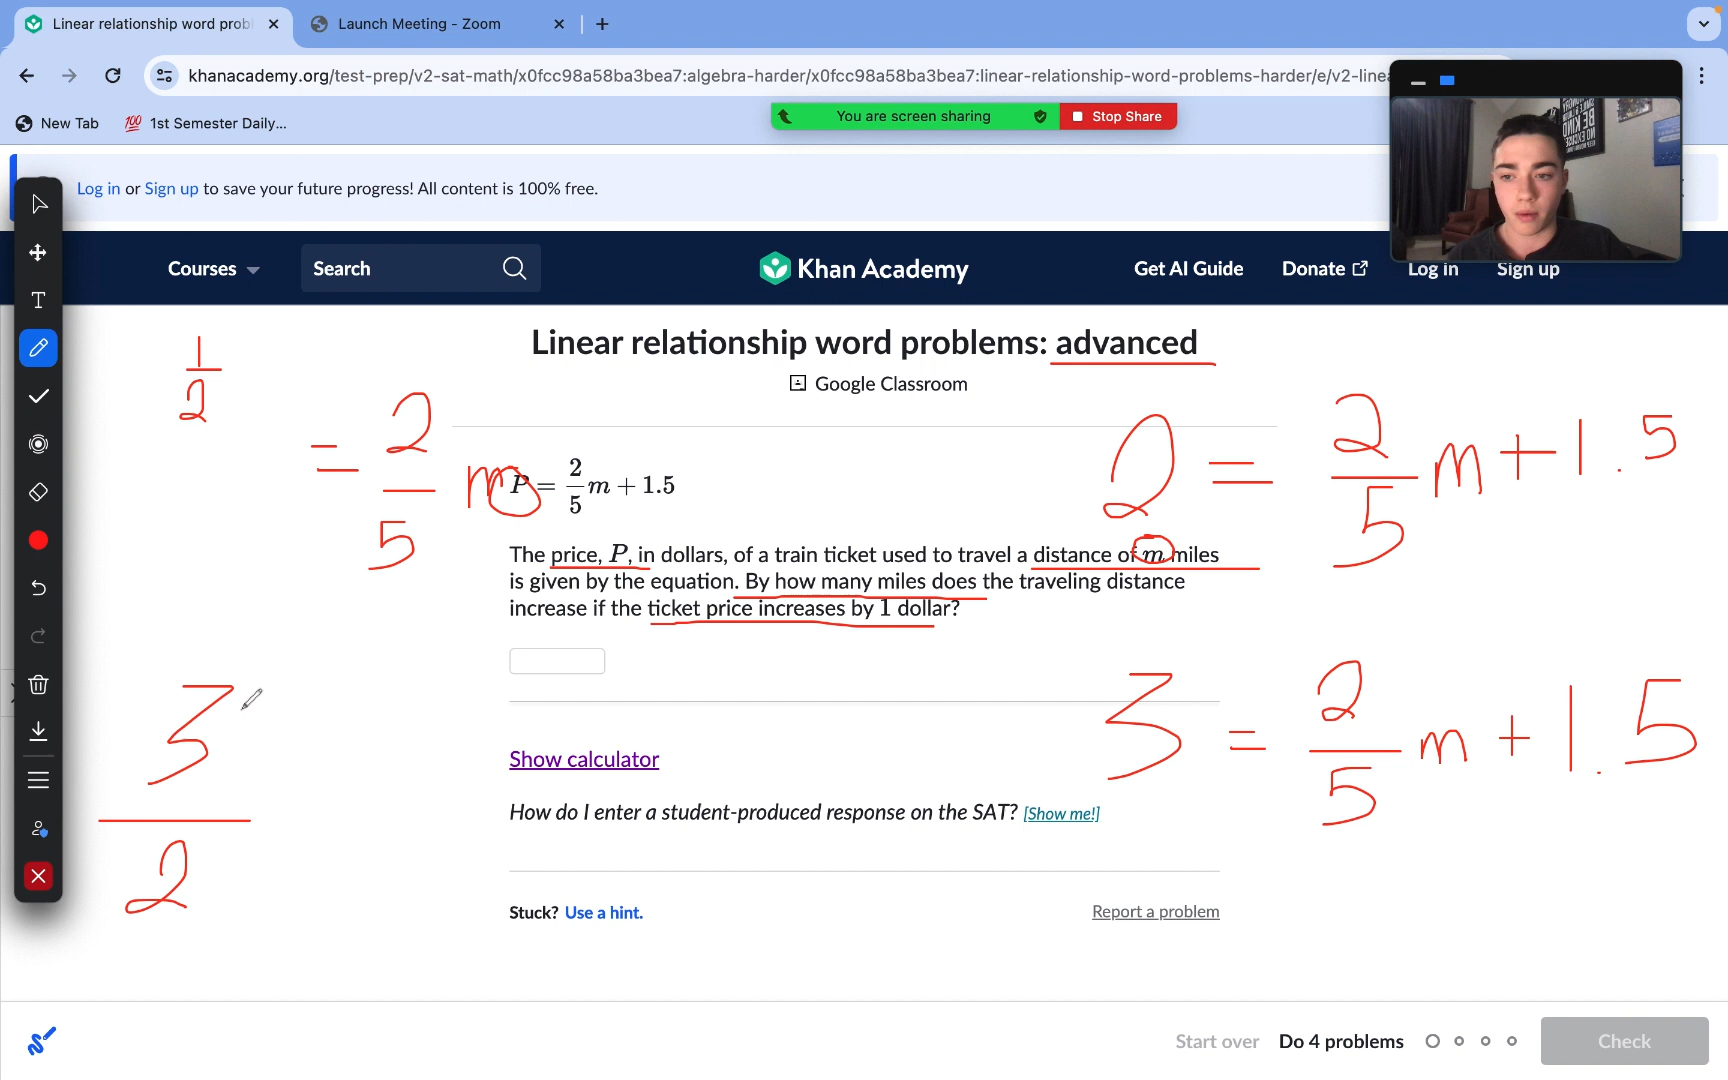 Linear relationship word prob
Launch Meeting - Zoom
khanacademy.org/test-prep/v2-sat-math/x0fcc98a58ba3bea7:algebra-harder/x0fcc98a58ba3bea7:linear-relationship-word-problems-harder/e/v2-line
New Tab
100 1st Semester Daily...
You are screen sharing
Stop Share
BE KIND
Log in or Sign up to save your future progress! All content is 100% free.
Courses
Search
Khan Academy
Get AI Guide
Donate
Log in
Sign up
T
Linear relationship word problems: advanced
Google Classroom
1/2
= 2/5 m
P = 2/5 m + 1.5
2 = 2/5 m + 1.5
The price, P, in dollars, of a train ticket used to travel a distance of m miles
is given by the equation. By how many miles does the traveling distance
increase if the ticket price increases by 1 dollar?
3/2
3 = 2/5 m + 1.5
Show calculator
How do I enter a student-produced response on the SAT? [Show me!]
Stuck? Use a hint.
Report a problem
Start over
Do 4 problems
Check